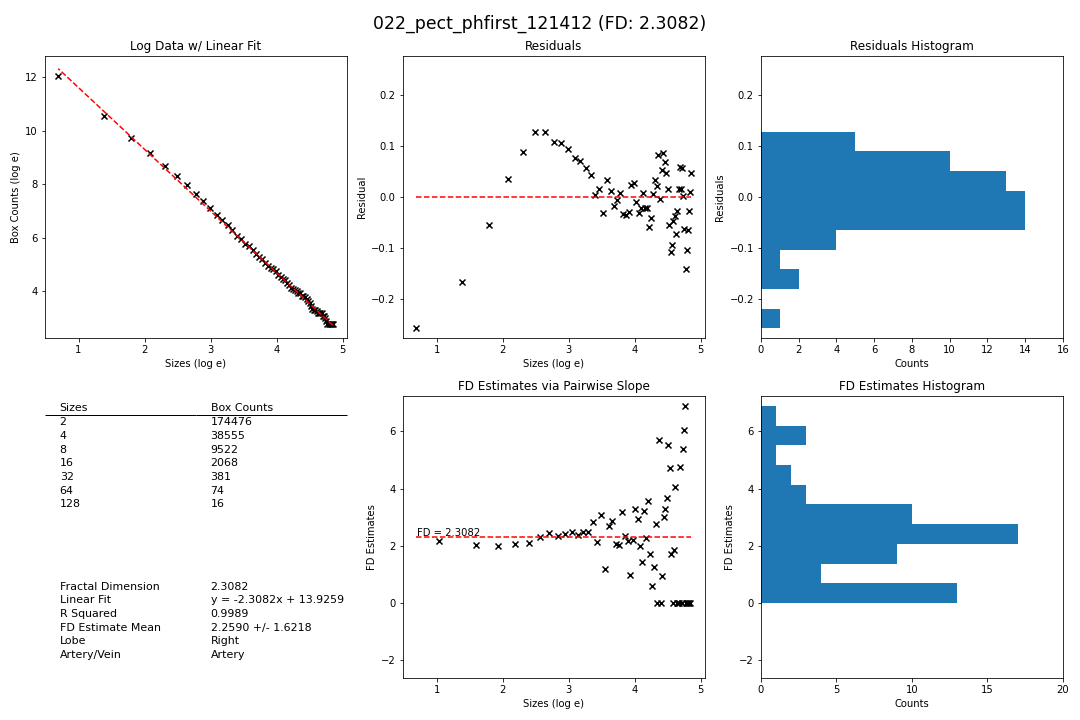 022_pect_phfirst_121412 (FD: 2.3082)
Log Data w/ Linear Fit
Box Counts (log e)
12
10
8
6
4
1 2 3 4 5
Sizes (log e)
Residuals
Residual
0.2
0.1
0.0
−0.1
−0.2
1 2 3 4 5
Sizes (log e)
Residuals Histogram
Residuals
0.2
0.1
0.0
−0.1
−0.2
0 2 4 6 8 10 12 14 16
Counts
Sizes Box Counts
2 174476
4 38555
8 9522
16 2068
32 381
64 74
128 16
Fractal Dimension 2.3082
Linear Fit y = -2.3082x + 13.9259
R Squared 0.9989
FD Estimate Mean 2.2590 +/- 1.6218
Lobe Right
Artery/Vein Artery
FD Estimates via Pairwise Slope
FD Estimates
6
4
2
0
−2
FD = 2.3082
1 2 3 4 5
Sizes (log e)
FD Estimates Histogram
FD Estimates
6
4
2
0
−2
0 5 10 15 20
Counts